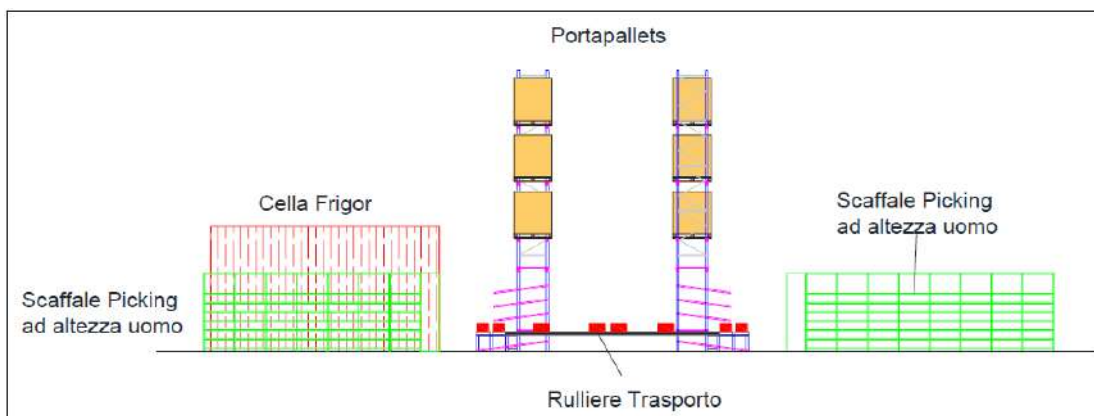 Portapallets
Cella Frigor
Scaffale Picking
ad altezza uomo
Scaffale Picking
ad altezza uomo
Rulliere Trasporto